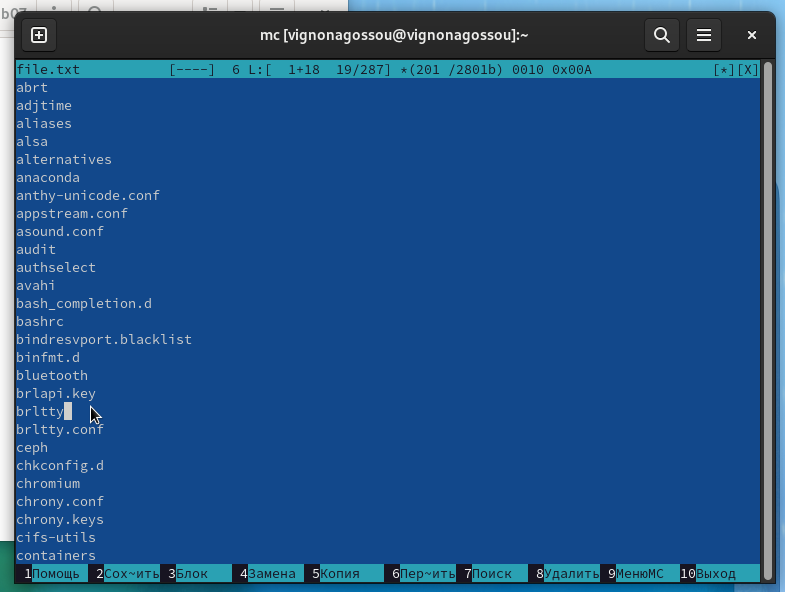 b07
mc [vignonagossou@vignonagossou]:~
file.txt [----] 6 L:[ 1+18 19/287] *(201 /2801b) 0010 0x00A [*][X]
abrt
adjtime
aliases
alsa
alternatives
anaconda
anthy-unicode.conf
appstream.conf
asound.conf
audit
authselect
avahi
bash_completion.d
bashrc
bindresvport.blacklist
binfmt.d
bluetooth
brlapi.key
brltty
brltty.conf
ceph
chkconfig.d
chromium
chrony.conf
chrony.keys
cifs-utils
containers
1Помощь 2Сох~ить 3Блок 4Замена 5Копия 6Пер~ить 7Поиск 8Удалить 9МенюMC 10Выход